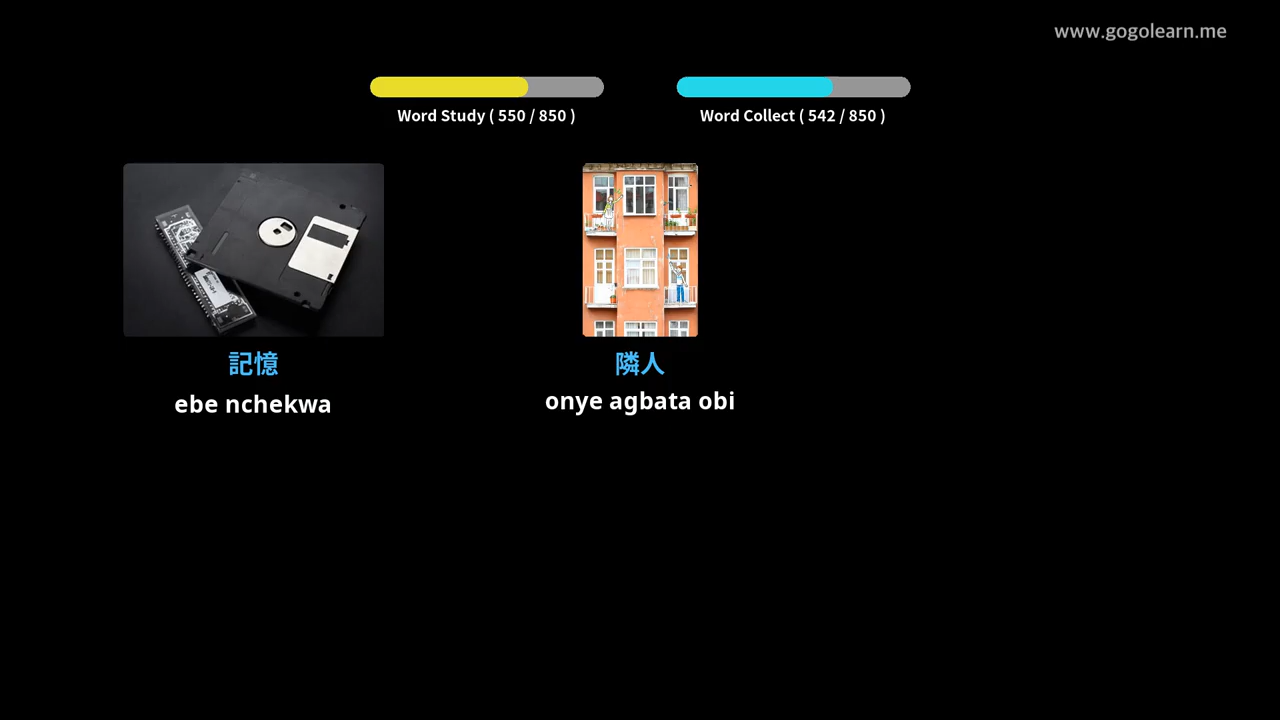 www.gogolearn.me
Word Study ( 550 / 850 )
Word Collect ( 542 / 850 )
記憶
ebe nchekwa
隣人
onye agbata obi